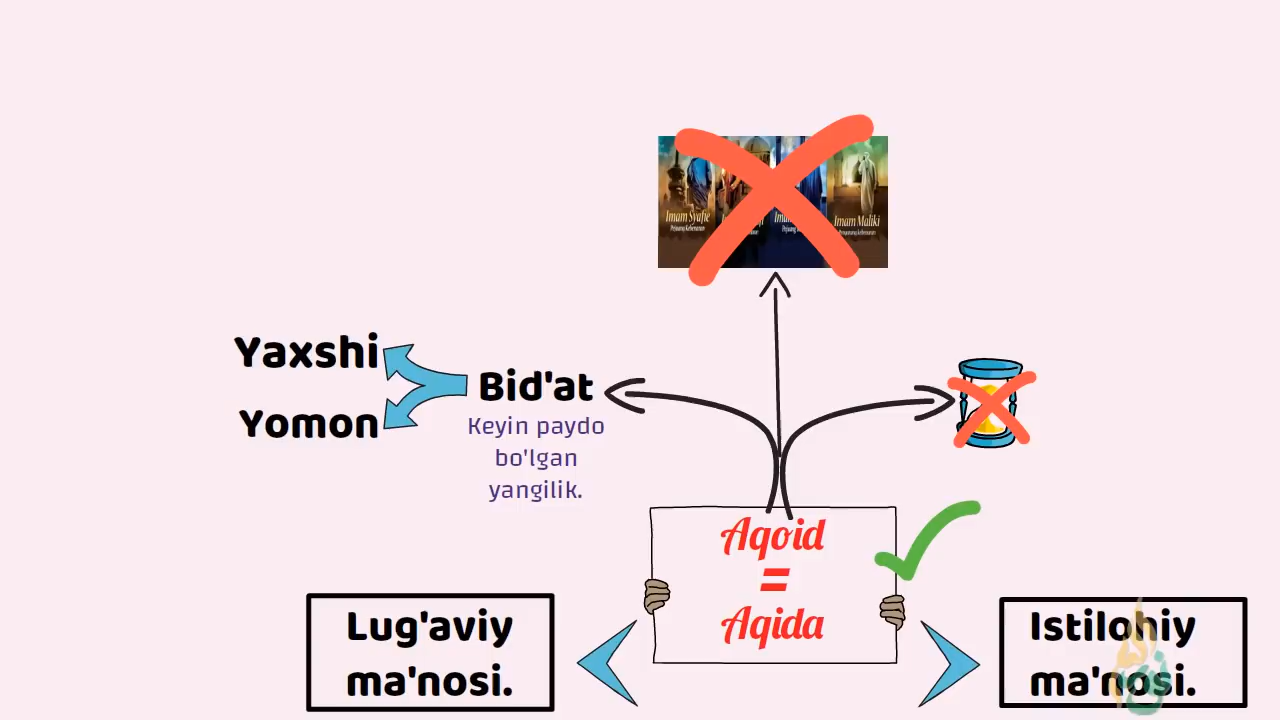 Imam Syafie
Imam Maliki
Yaxshi
Yomon
Bid'at
Keyin paydo
bo'lgan
yangilik.
Aqoid
=
Aqida
Lug'aviy
ma'nosi.
Istilohiy
ma'nosi.